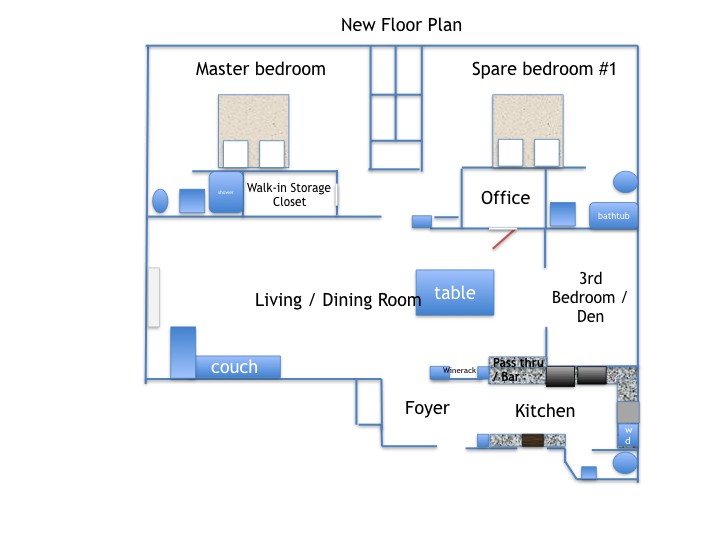 New Floor Plan
Master bedroom
Spare bedroom #1
shower
Walk-in Storage
Closet
Office
bathtub
3rd
Bedroom /
Den
Living / Dining Room
table
couch
Winerack
Pass thru
/ Bar
Foyer
Kitchen
w
d